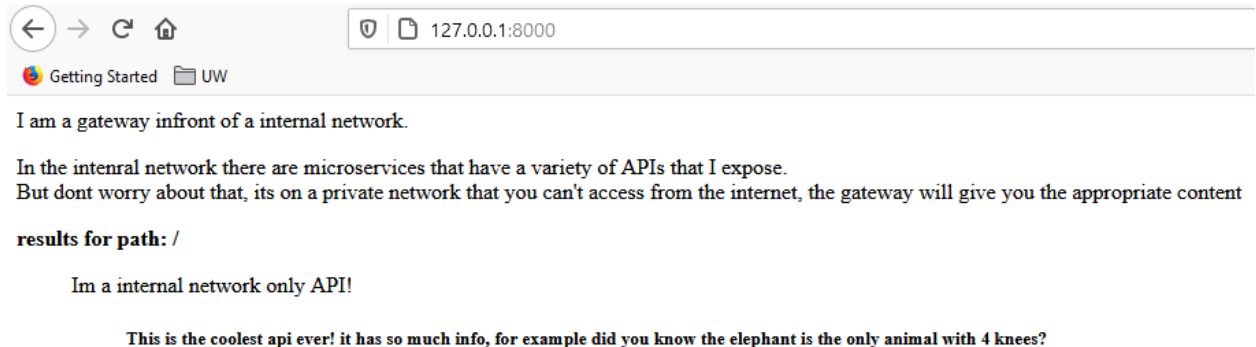 127.0.0.1:8000
Getting Started UW
I am a gateway infront of a internal network.
In the intenral network there are microservices that have a variety of APIs that I expose.
But dont worry about that, its on a private network that you can't access from the internet, the gateway will give you the appropriate content
results for path: /
Im a internal network only API!
This is the coolest api ever! it has so much info, for example did you know the elephant is the only animal with 4 knees?